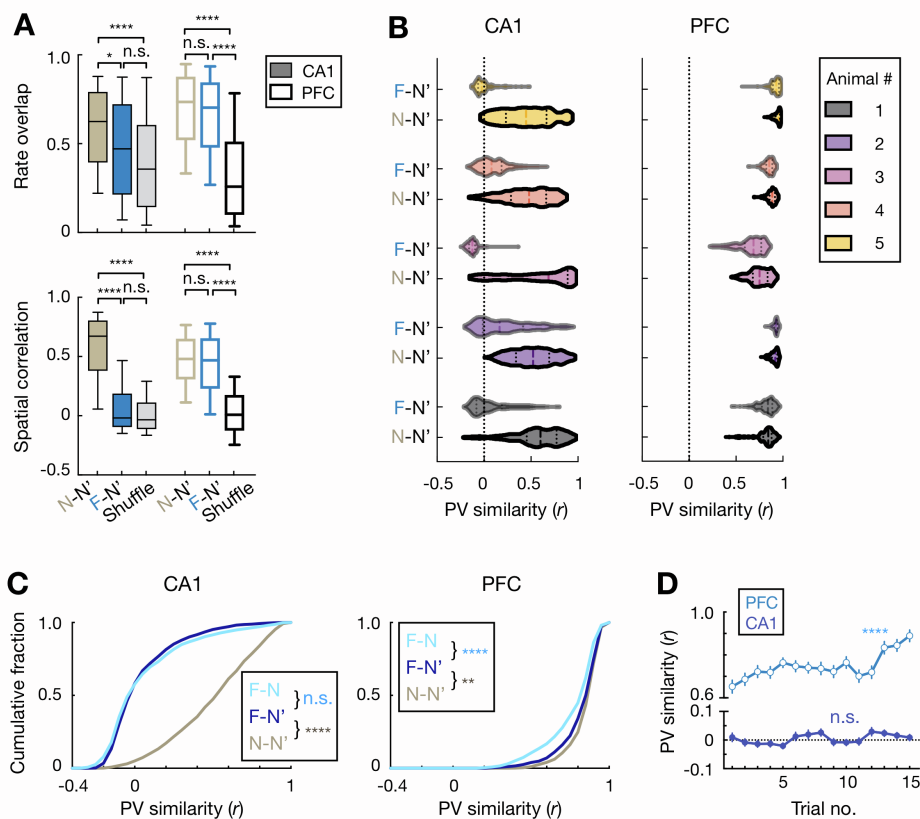 A
****
* n.s.
****
n.s. ****
CA1
PFC
Rate overlap
1.0
0.5
0
****
**** n.s.
****
n.s. ****
Spatial correlation
1.0
0.5
0
-0.5
N-N’
F-N’
Shuffle
N-N’
F-N’
Shuffle
B
CA1
PFC
F-N’
N-N’
F-N’
N-N’
F-N’
N-N’
F-N’
N-N’
F-N’
N-N’
-0.5 0 0.5 1
PV similarity (r)
-0.5 0 0.5 1
PV similarity (r)
Animal #
1
2
3
4
5
C
CA1
Cumulative fraction
1.0
0.5
0
-0.4 0 1
PV similarity (r)
F-N
F-N’
N-N’
} n.s.
} ****
PFC
1.0
0.5
0
-0.4 0 1
PV similarity (r)
F-N
F-N’
N-N’
} ****
} **
D
PFC
CA1
PV similarity (r)
1.0
0.6
0.1
0
-0.1
****
n.s.
5 10 15
Trial no.